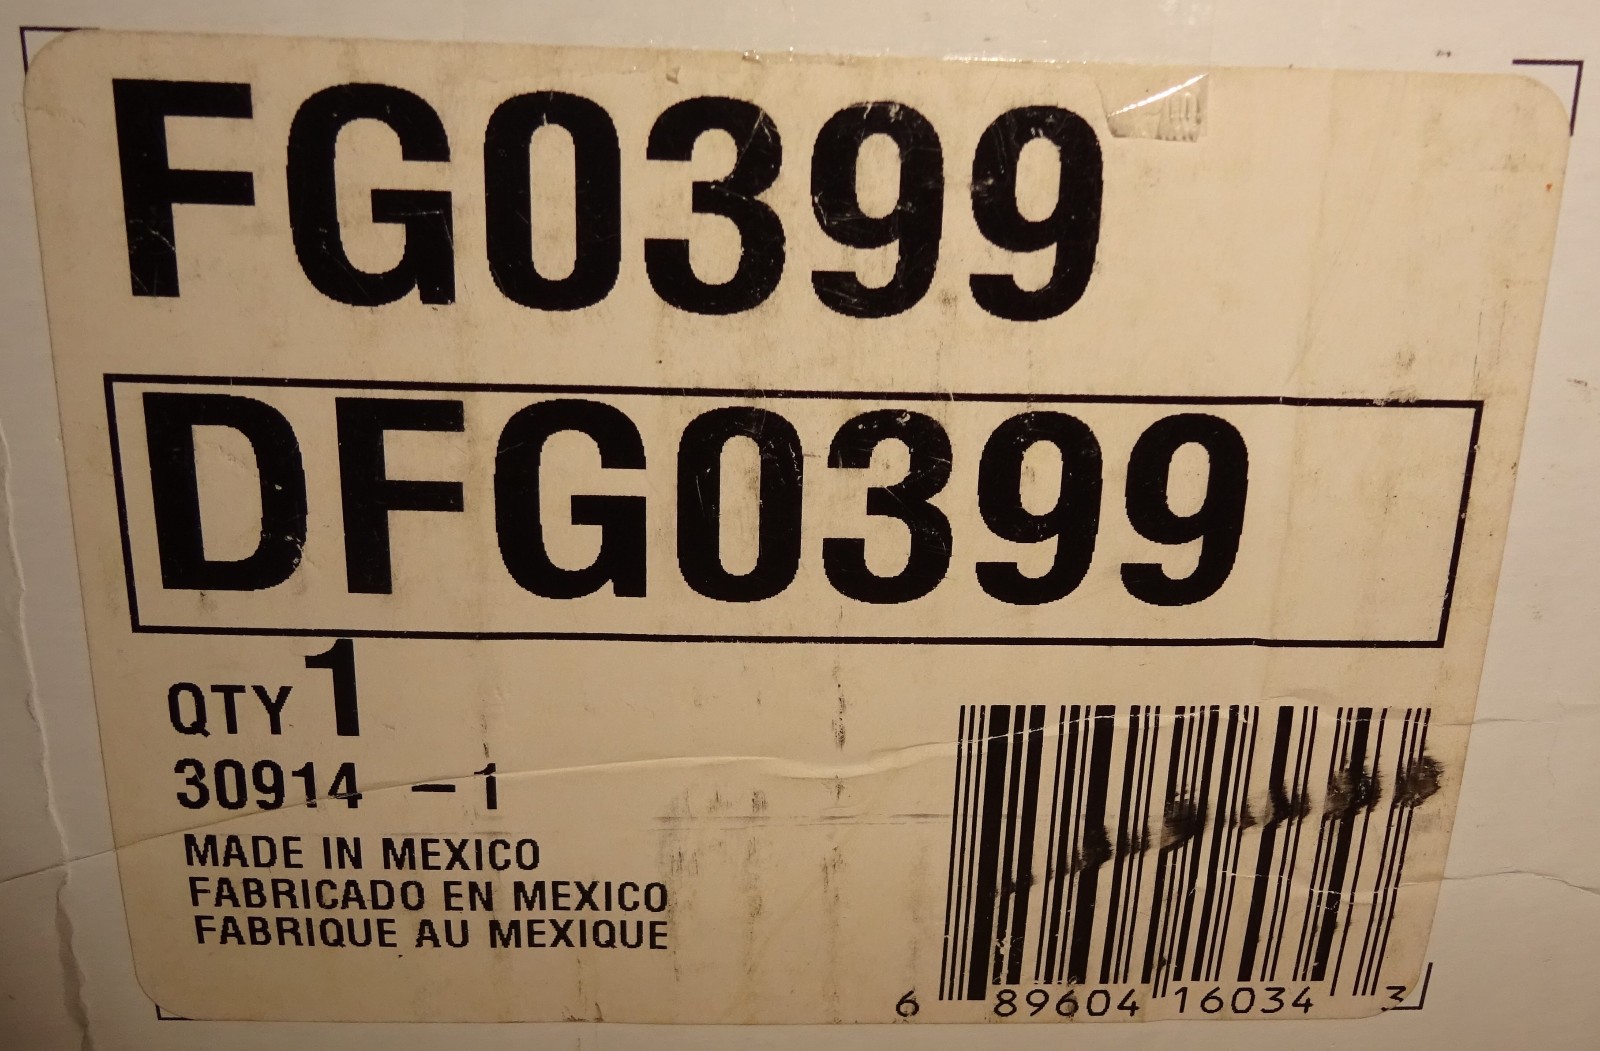 FG0399
DFG0399
QTY 1
30914 -1
MADE IN MEXICO
FABRICADO EN MEXICO
FABRIQUE AU MEXIQUE
6 89604 16034 3